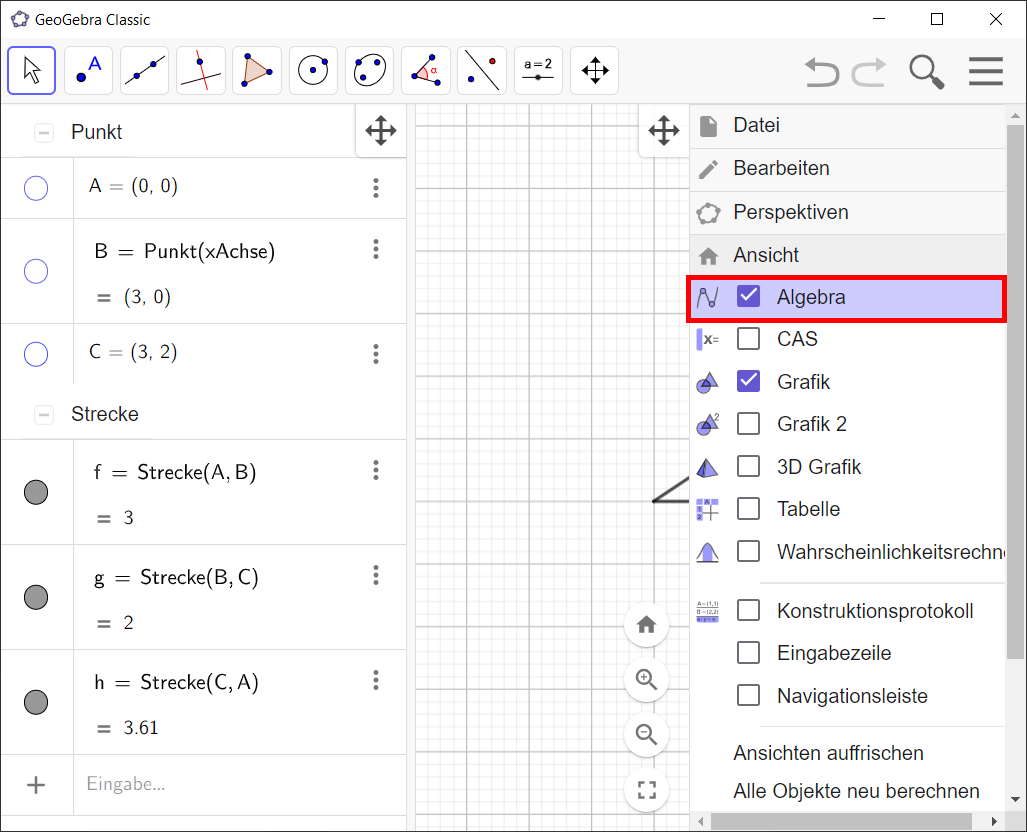 GeoGebra Classic
A
α
a=2
Punkt
A = (0, 0)
B = Punkt(xAchse)
= (3, 0)
C = (3, 2)
Strecke
f = Strecke(A, B)
= 3
g = Strecke(B, C)
= 2
h = Strecke(C, A)
= 3.61
+ Eingabe...
Datei
Bearbeiten
Perspektiven
Ansicht
Algebra
x= CAS
Grafik
2 Grafik 2
3D Grafik
Tabelle
Wahrscheinlichkeitsrechn
Konstruktionsprotokoll
Eingabezeile
Navigationsleiste
Ansichten auffrischen
Alle Objekte neu berechnen